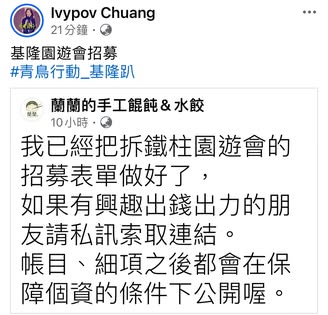 Ivypov Chuang
21分鐘・
基隆園遊會招募
#青鳥行動_基隆趴
蘭蘭的手工餛飩＆水餃
10小時・
我已經把拆鐵柱園遊會的
招募表單做好了，
如果有興趣出錢出力的朋
友請私訊索取連結。
帳目、細項之後都會在保
障個資的條件下公開喔。